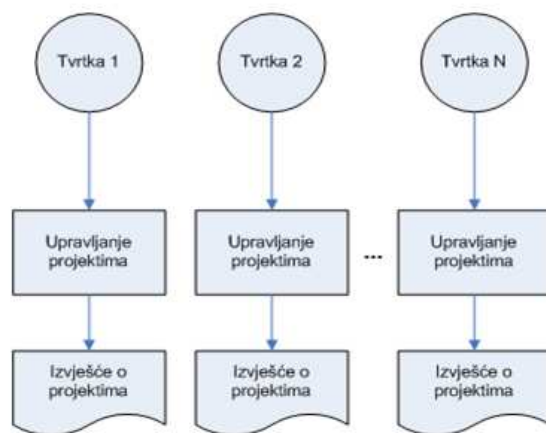 Tvrtka 1
Tvrtka 2
Tvrtka N
Upravljanje
projektima
Upravljanje
projektima
...
Upravljanje
projektima
Izvješće o
projektima
Izvješće o
projektima
Izvješće o
projektima